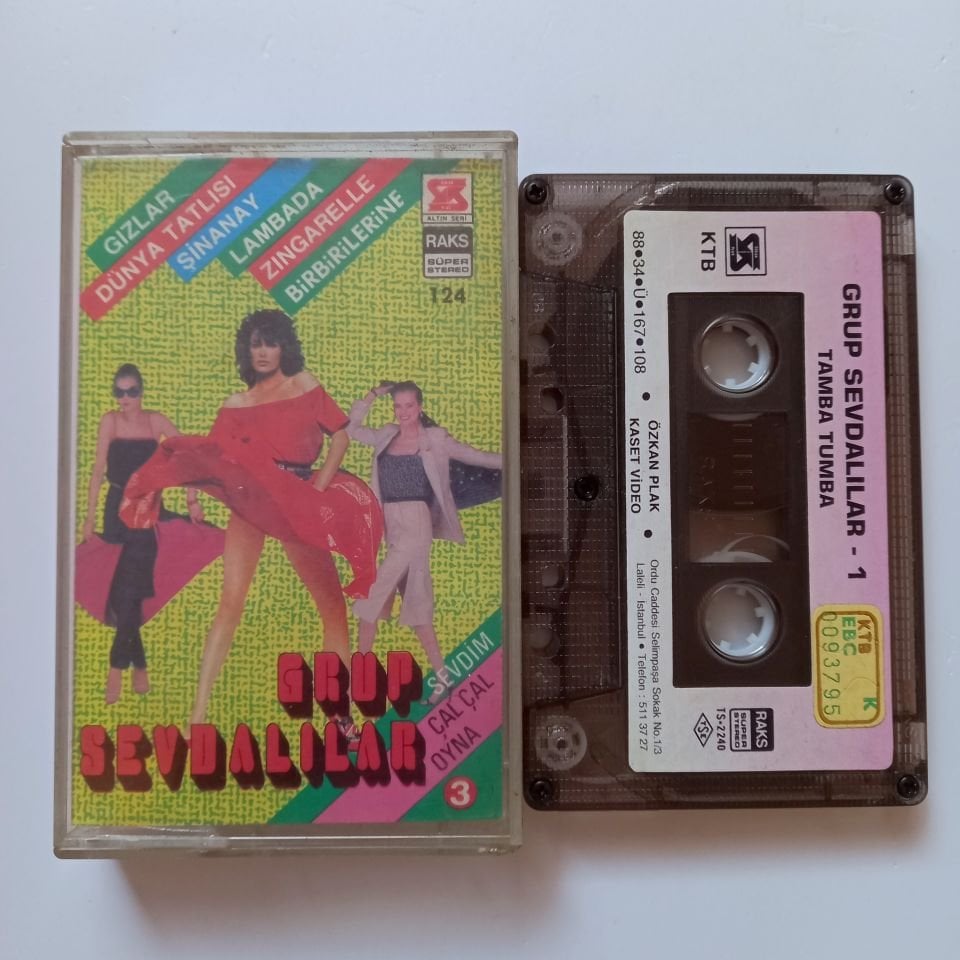 GIZLAR
DÜNYA TATLISI
ŞİNANAY
LAMBADA
ZINGARELLE
BİRBİRİLERİNE
ALTIN SERİ
RAKS
SÜPER
STEREO
124
GRUP
SEVDALILAR
SEVDİM
ÇAL ÇAL
OYNA
3
KTB
GRUP SEVDALILAR - 1
TAMBA TUMBA
88•34•Ü•167•108 • ÖZKAN PLAK • Ordu Caddesi Selimpaşa Sokak No.1/3
KASET VİDEO Laleli - İstanbul • Telefon : 511 37 27
KTB K
EBC
0093795
RAKS
SÜPER
STEREO
TS-2240
TSE